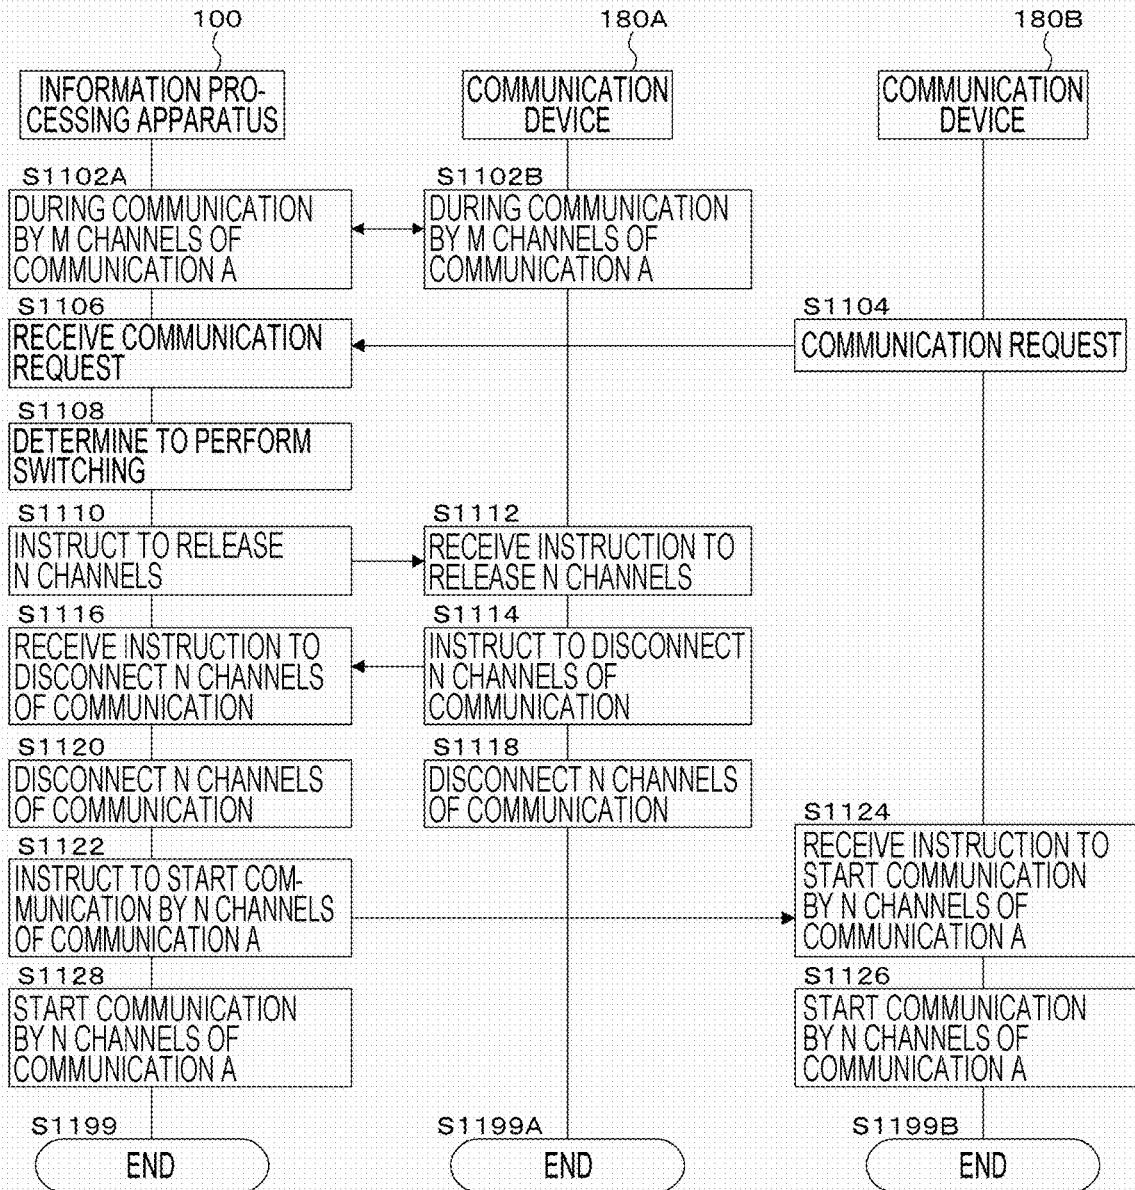 100
180A
180B
INFORMATION PRO-
CESSING APPARATUS
COMMUNICATION
DEVICE
COMMUNICATION
DEVICE
S1102A
DURING COMMUNICATION
BY M CHANNELS OF
COMMUNICATION A
S1102B
DURING COMMUNICATION
BY M CHANNELS OF
COMMUNICATION A
S1106
RECEIVE COMMUNICATION
REQUEST
S1104
COMMUNICATION REQUEST
S1108
DETERMINE TO PERFORM
SWITCHING
S1110
INSTRUCT TO RELEASE
N CHANNELS
S1112
RECEIVE INSTRUCTION TO
RELEASE N CHANNELS
S1116
RECEIVE INSTRUCTION TO
DISCONNECT N CHANNELS
OF COMMUNICATION
S1114
INSTRUCT TO DISCONNECT
N CHANNELS OF
COMMUNICATION
S1120
DISCONNECT N CHANNELS
OF COMMUNICATION
S1118
DISCONNECT N CHANNELS
OF COMMUNICATION
S1122
INSTRUCT TO START COM-
MUNICATION BY N CHANNELS
OF COMMUNICATION A
S1124
RECEIVE INSTRUCTION TO
START COMMUNICATION
BY N CHANNELS OF
COMMUNICATION A
S1128
START COMMUNICATION
BY N CHANNELS OF
COMMUNICATION A
S1126
START COMMUNICATION
BY N CHANNELS OF
COMMUNICATION A
S1199
END
S1199A
END
S1199B
END